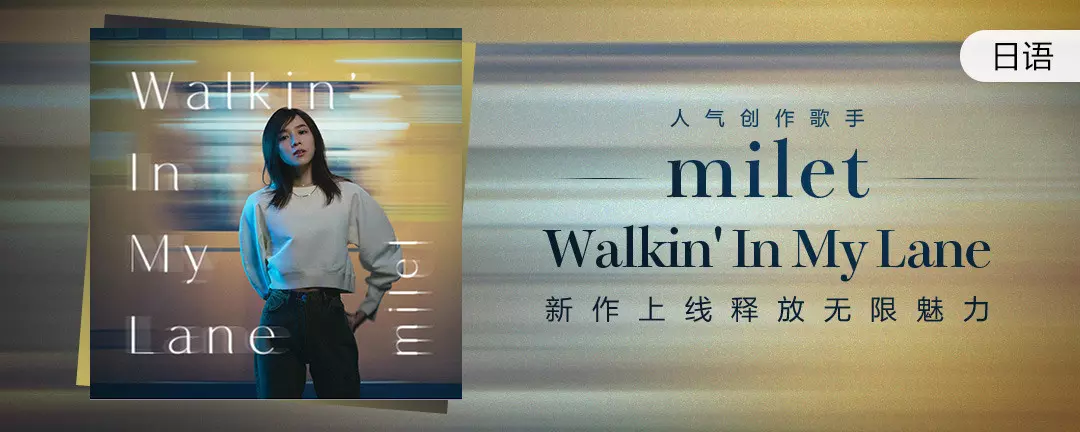 Walkin'
In
My
Lane
milet
日语
人气创作歌手
milet
Walkin' In My Lane
新作上线释放无限魅力